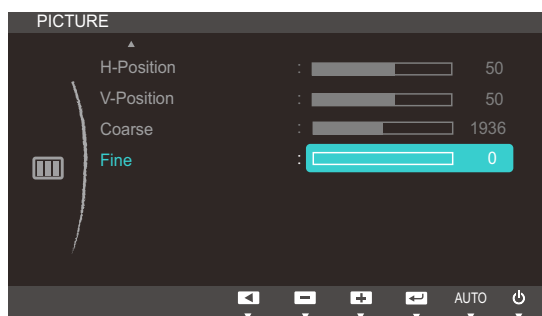 PICTURE
H-Position : 50
V-Position : 50
Coarse : 1936
Fine : 0
AUTO